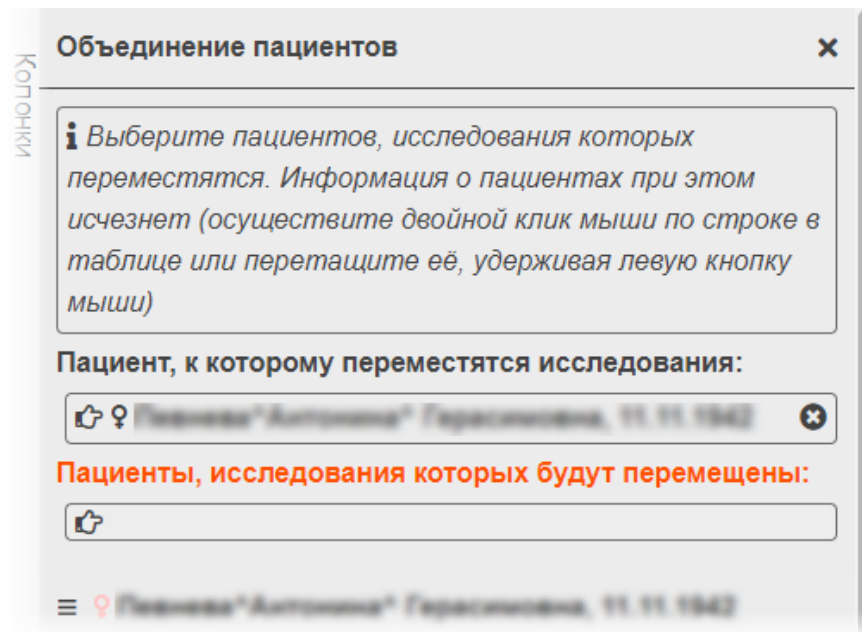 Объединение пациентов
Колонки
Выберите пациентов, исследования которых
переместятся. Информация о пациентах при этом
исчезнет (осуществите двойной клик мыши по строке в
таблице или перетащите её, удерживая левую кнопку
мыши)
Пациент, к которому переместятся исследования:
Пациенты, исследования которых будут перемещены: